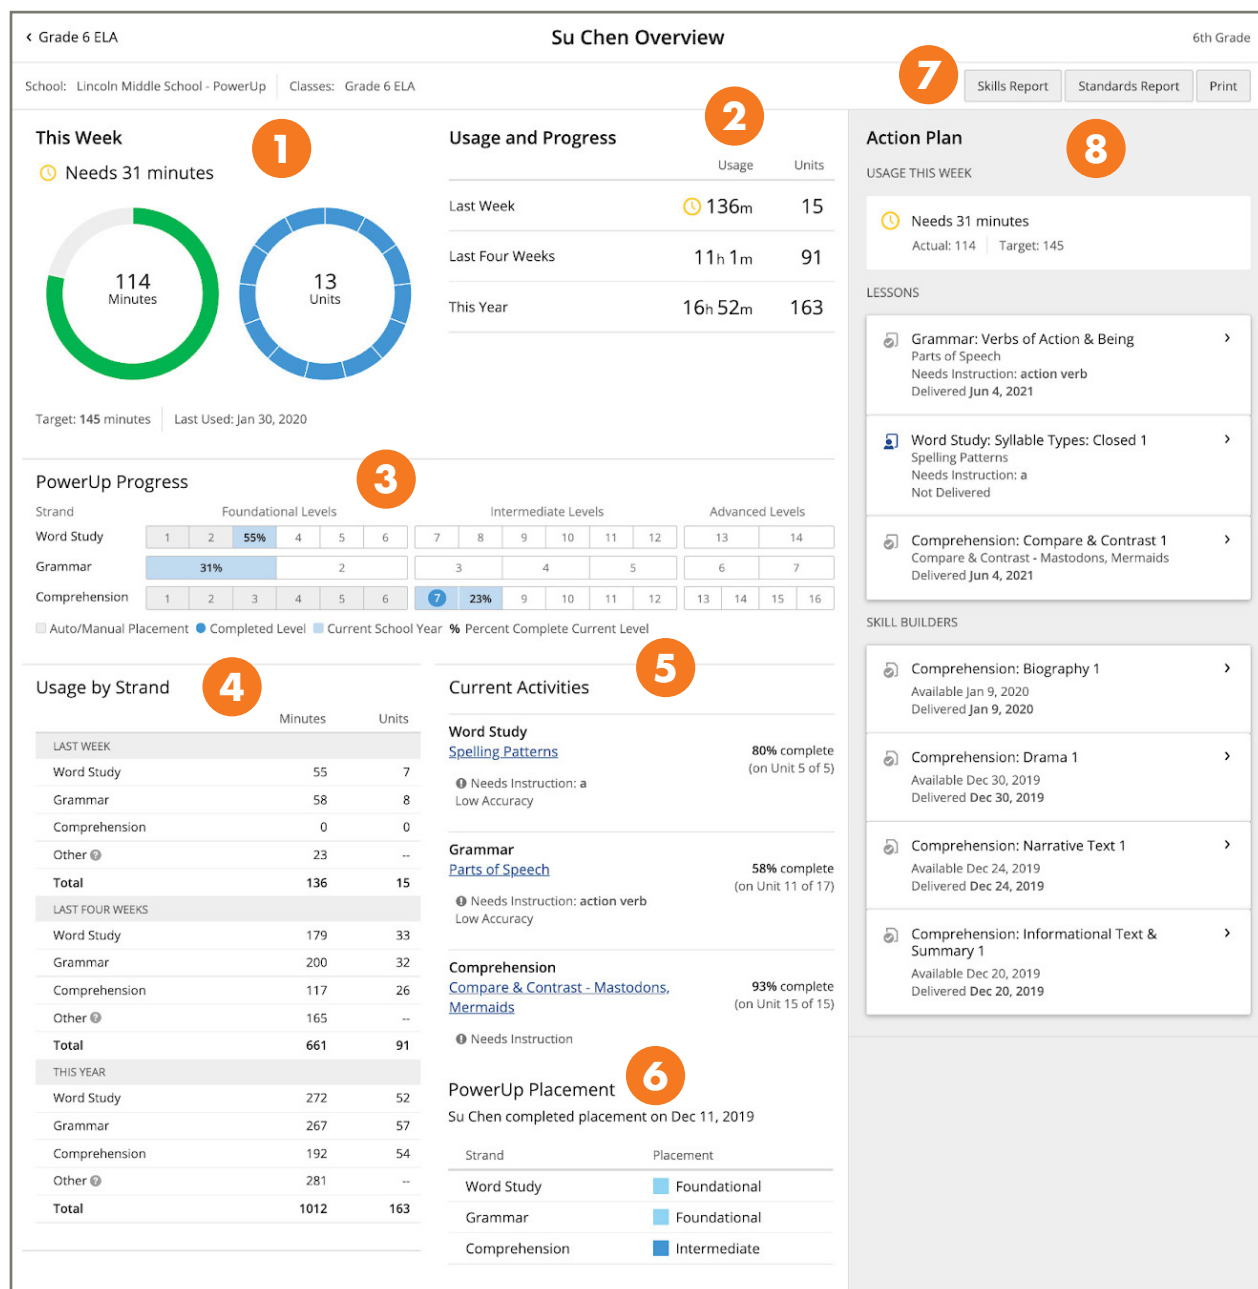 ‹ Grade 6 ELA
Su Chen Overview
6th Grade
School: Lincoln Middle School - PowerUp
Classes: Grade 6 ELA
7
Skills Report
Standards Report
Print
This Week
1
Needs 31 minutes
114
Minutes
13
Units
Target: 145 minutes
Last Used: Jan 30, 2020
Usage and Progress
2
Usage Units
Last Week 136m 15
Last Four Weeks 11h 1m 91
This Year 16h 52m 163
PowerUp Progress
3
Strand Foundational Levels Intermediate Levels Advanced Levels
Word Study 1 2 55% 4 5 6 7 8 9 10 11 12 13 14
Grammar 31% 2 3 4 5 6 7
Comprehension 1 2 3 4 5 6 7 23% 9 10 11 12 13 14 15 16
Auto/Manual Placement Completed Level Current School Year % Percent Complete Current Level
Usage by Strand
4
Minutes Units
LAST WEEK
Word Study 55 7
Grammar 58 8
Comprehension 0 0
Other ? 23 --
Total 136 15
LAST FOUR WEEKS
Word Study 179 33
Grammar 200 32
Comprehension 117 26
Other ? 165 --
Total 661 91
THIS YEAR
Word Study 272 52
Grammar 267 57
Comprehension 192 54
Other ? 281 --
Total 1012 163
5
Current Activities
Word Study
Spelling Patterns 80% complete
(on Unit 5 of 5)
Needs Instruction: a
Low Accuracy
Grammar
Parts of Speech 58% complete
(on Unit 11 of 17)
Needs Instruction: action verb
Low Accuracy
Comprehension
Compare & Contrast - Mastodons, 93% complete
Mermaids (on Unit 15 of 15)
Needs Instruction
6
PowerUp Placement
Su Chen completed placement on Dec 11, 2019
Strand Placement
Word Study Foundational
Grammar Foundational
Comprehension Intermediate
Action Plan
8
USAGE THIS WEEK
Needs 31 minutes
Actual: 114 Target: 145
LESSONS
Grammar: Verbs of Action & Being
Parts of Speech
Needs Instruction: action verb
Delivered Jun 4, 2021
Word Study: Syllable Types: Closed 1
Spelling Patterns
Needs Instruction: a
Not Delivered
Comprehension: Compare & Contrast 1
Compare & Contrast - Mastodons, Mermaids
Delivered Jun 4, 2021
SKILL BUILDERS
Comprehension: Biography 1
Available Jan 9, 2020
Delivered Jan 9, 2020
Comprehension: Drama 1
Available Dec 30, 2019
Delivered Dec 30, 2019
Comprehension: Narrative Text 1
Available Dec 24, 2019
Delivered Dec 24, 2019
Comprehension: Informational Text &
Summary 1
Available Dec 20, 2019
Delivered Dec 20, 2019